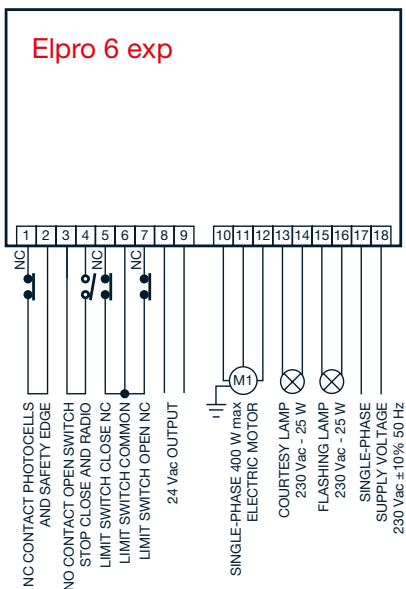 Elpro 6 exp
1 2 3 4 5 6 7 8 9 10 11 12 13 14 15 16 17 18
NC NC NC
M1
NC CONTACT PHOTOCELLS
AND SAFETY EDGE
NO CONTACT OPEN SWITCH
STOP CLOSE AND RADIO
LIMIT SWITCH CLOSE NC
LIMIT SWITCH COMMON
LIMIT SWITCH OPEN NC
24 Vac OUTPUT
SINGLE-PHASE 400 W max
ELECTRIC MOTOR
COURTESY LAMP
230 Vac - 25 W
FLASHING LAMP
230 Vac - 25 W
SINGLE-PHASE
SUPPLY VOLTAGE
230 Vac ±10% 50 Hz